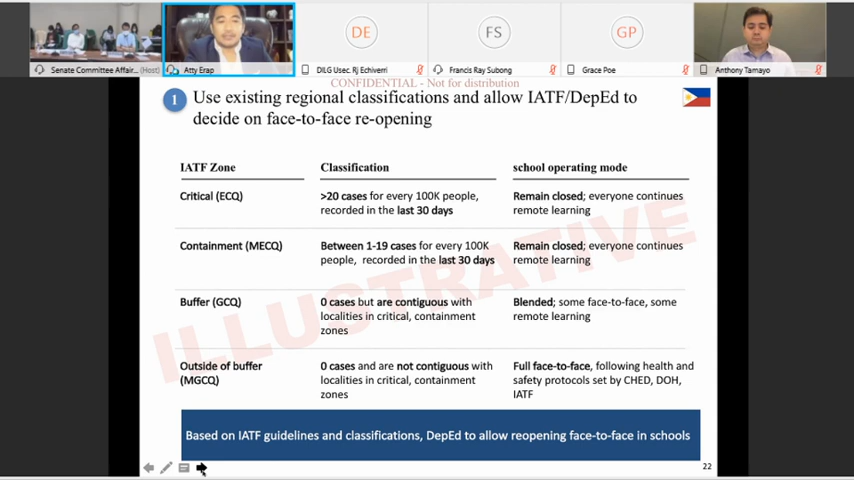 DE
FS
GP
Senate Committee Affair... (Host)
Atty Erap
DILG Usec. Rj Echiverri
Francis Ray Subong
Grace Poe
Anthony Tamayo
CONFIDENTIAL - Not for distribution
1
Use existing regional classifications and allow IATF/DepEd to
decide on face-to-face re-opening
IATF Zone
Classification
school operating mode
Critical (ECQ)
>20 cases for every 100K people,
recorded in the last 30 days
Remain closed; everyone continues
remote learning
Containment (MECQ)
Between 1-19 cases for every 100K
people, recorded in the last 30 days
Remain closed; everyone continues
remote learning
Buffer (GCQ)
0 cases but are contiguous with
localities in critical, containment
zones
Blended; some face-to-face, some
remote learning
Outside of buffer
(MGCQ)
0 cases and are not contiguous with
localities in critical, containment
zones
Full face-to-face, following health and
safety protocols set by CHED, DOH,
IATF
ILLUSTRATIVE
Based on IATF guidelines and classifications, DepEd to allow reopening face-to-face in schools
22